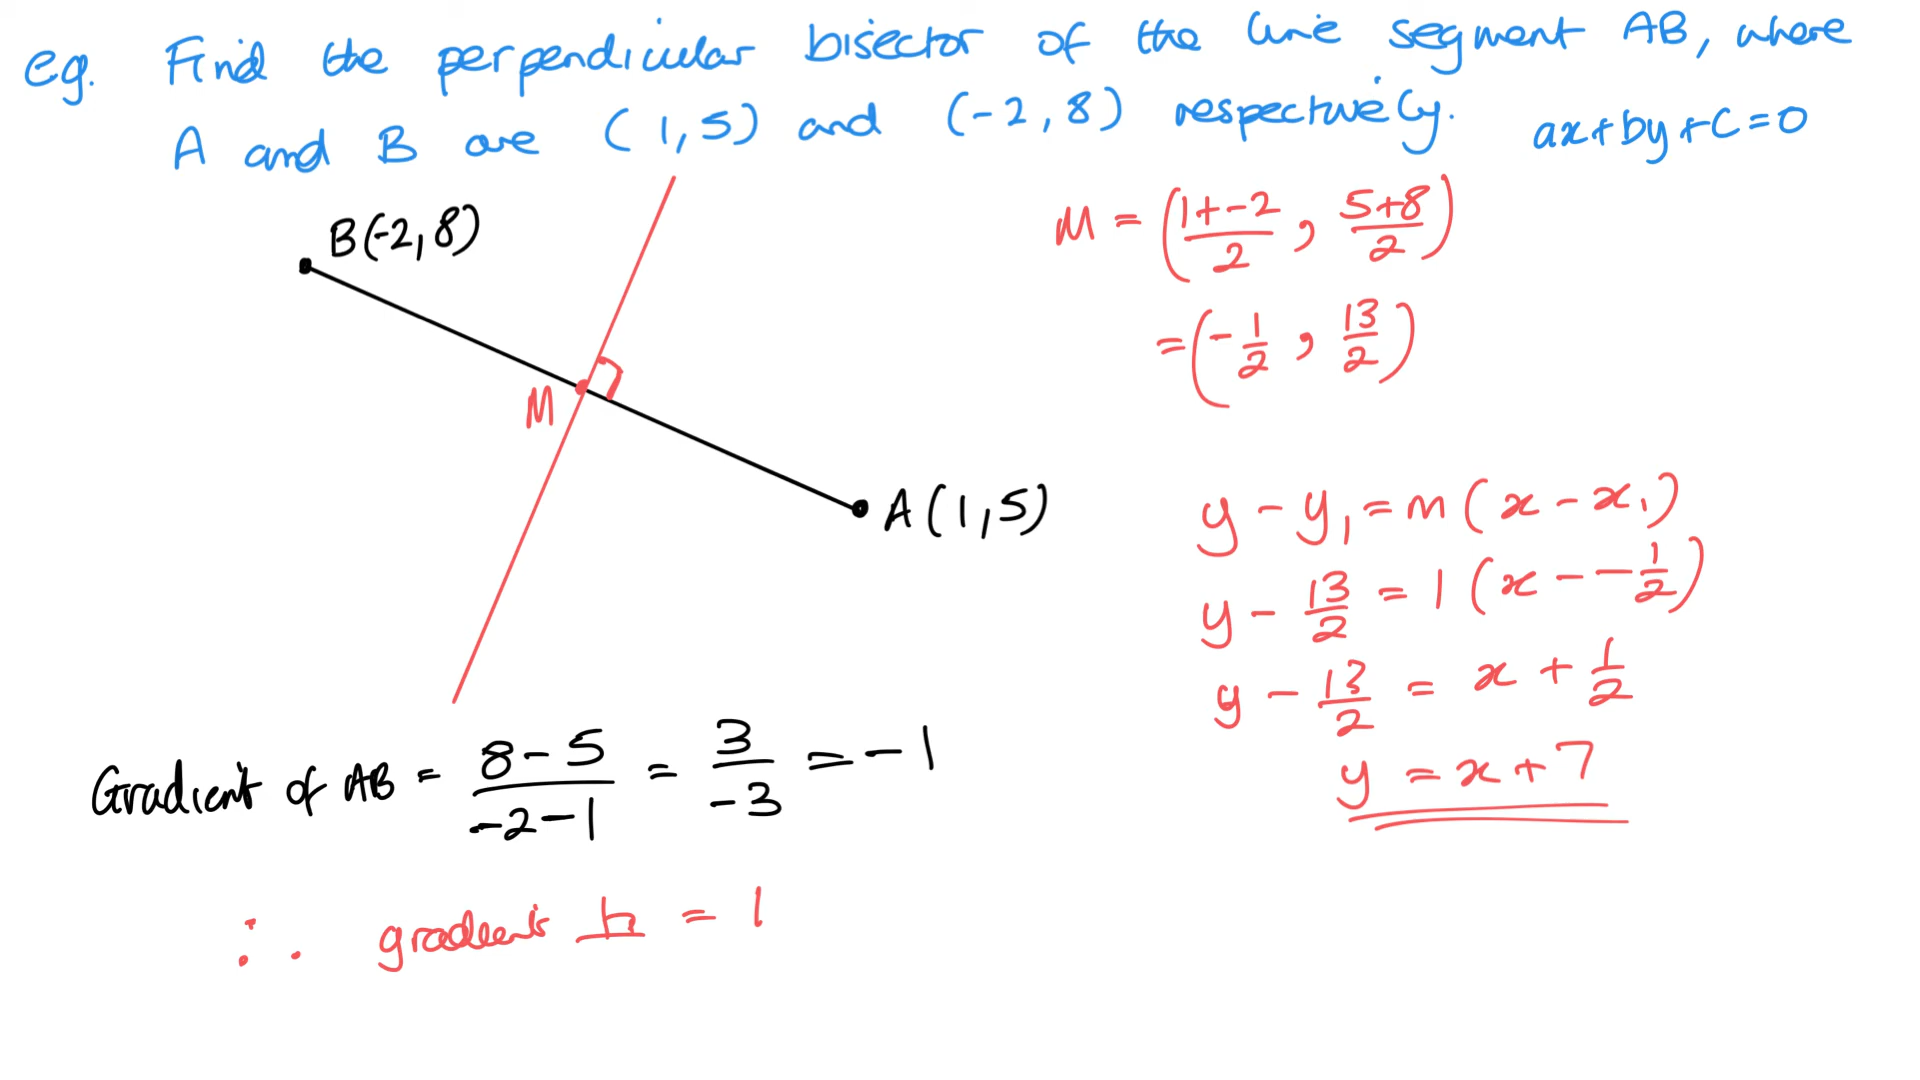 eg. Find the perpendicular bisector of the line segment AB, where
A and B are (1,5) and (-2,8) respectively. ax+by+c=0
B(-2,8)
M
A(1,5)
M = (1+-2/2, 5+8/2)
= (-1/2, 13/2)
y - y₁ = m(x - x₁)
y - 13/2 = 1(x - -1/2)
y - 13/2 = x + 1/2
y = x + 7
Gradient of AB = 8-5/-2-1 = 3/-3 = -1
∴ gradient ⊥ = 1